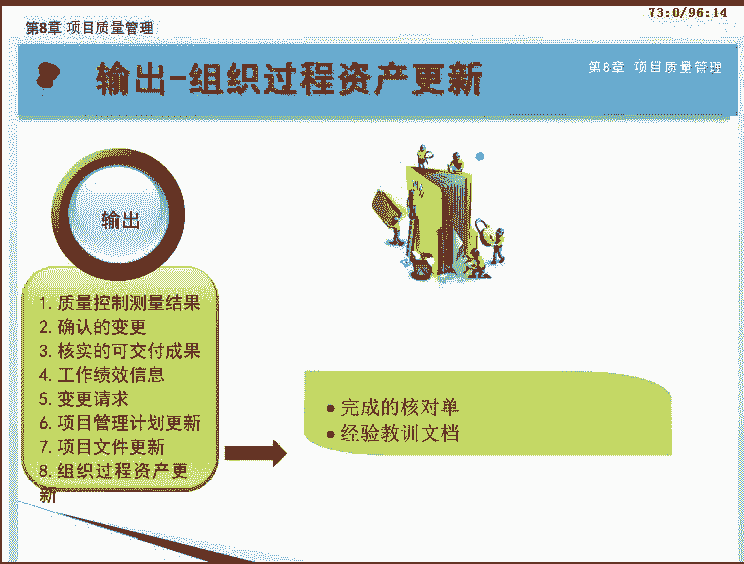 73:0/96:14
第8章 项目质量管理
输出-组织过程资产更新
第8章 项目质量管理
输出
1. 质量控制测量结果
2. 确认的变更
3. 核实的可交付成果
4. 工作绩效信息
5. 变更请求
6. 项目管理计划更新
7. 项目文件更新
8. 组织过程资产更
新
• 完成的核对单
• 经验教训文档